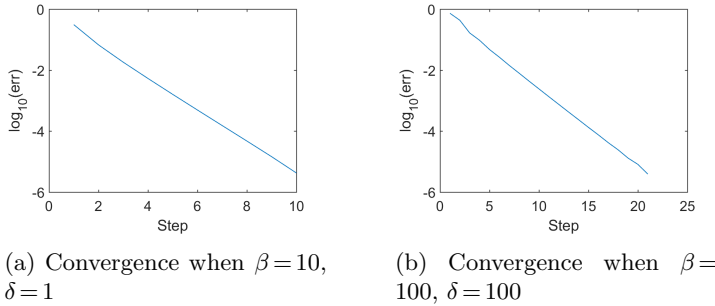 0
-2
-4
-6
log10(err)
0 2 4 6 8 10
Step
(a) Convergence when β=10,
δ=1
0
-2
-4
-6
log10(err)
0 5 10 15 20 25
Step
(b) Convergence when β=
100, δ=100